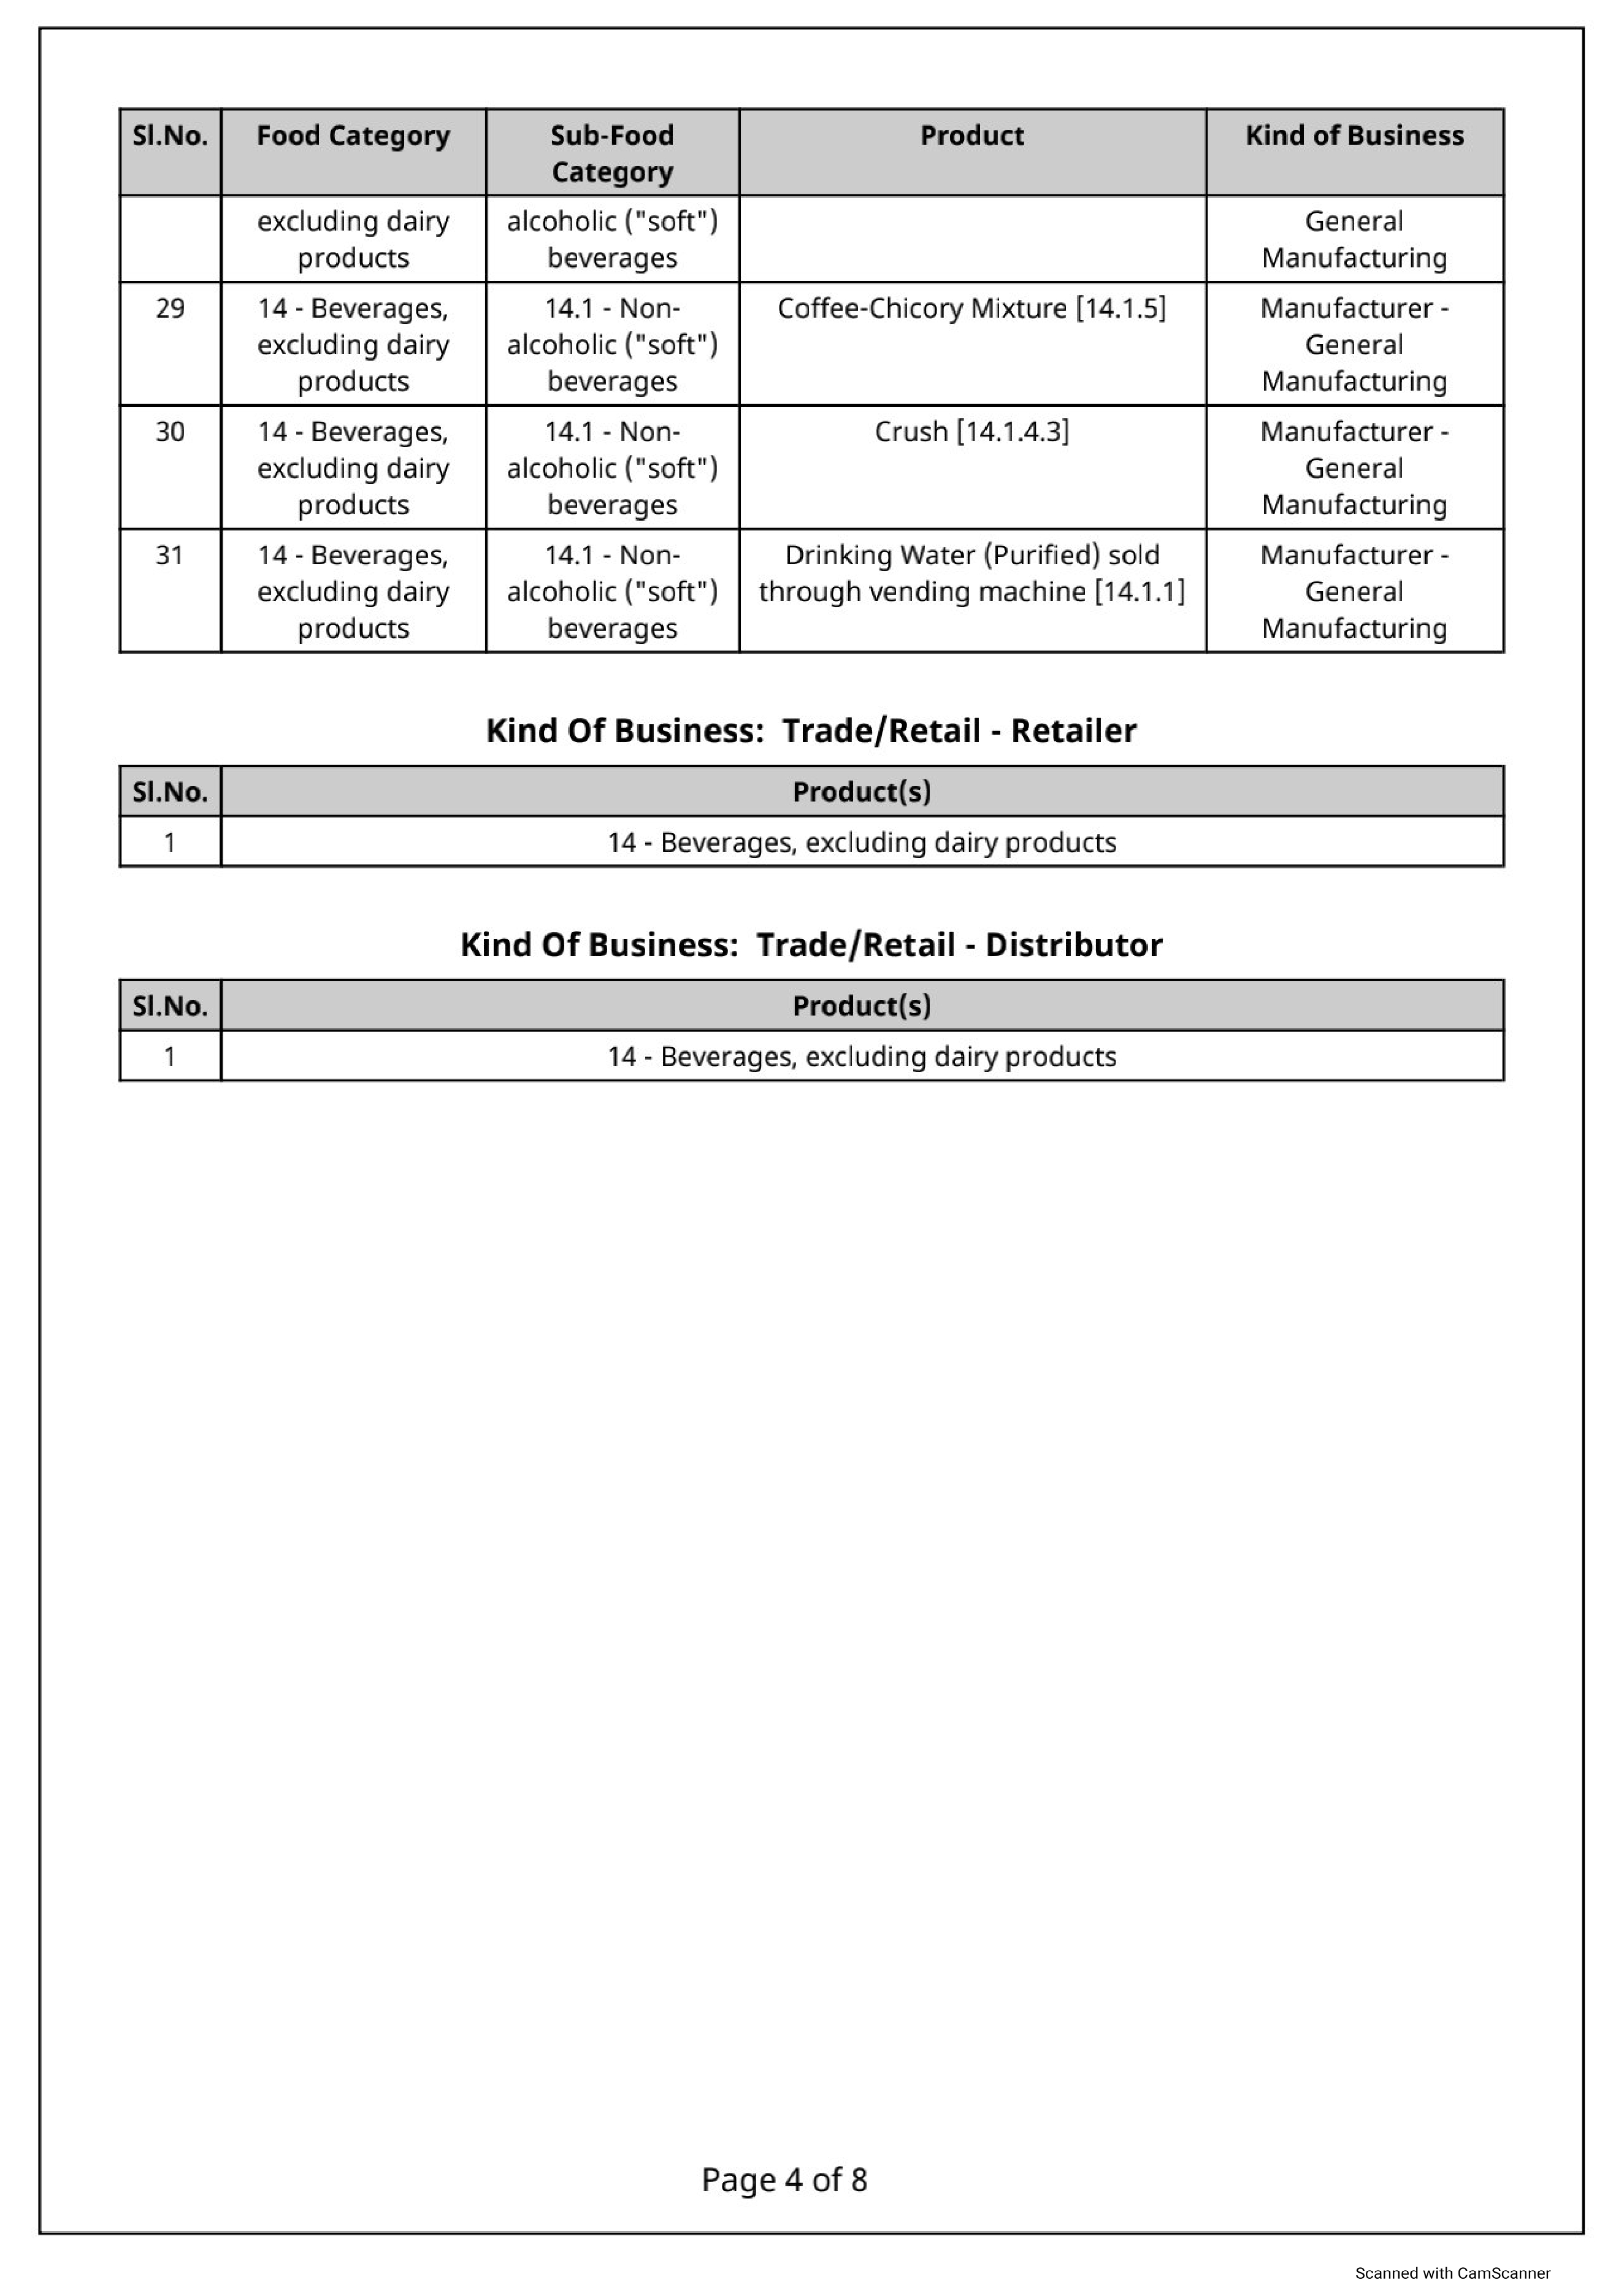 Sl.No. Food Category Sub-Food Product Kind of Business
Category
excluding dairy alcoholic ("soft") General
products beverages Manufacturing
29 14 - Beverages, 14.1 - Non- Coffee-Chicory Mixture [14.1.5] Manufacturer -
excluding dairy alcoholic ("soft") General
products beverages Manufacturing
30 14 - Beverages, 14.1 - Non- Crush [14.1.4.3] Manufacturer -
excluding dairy alcoholic ("soft") General
products beverages Manufacturing
31 14 - Beverages, 14.1 - Non- Drinking Water (Purified) sold Manufacturer -
excluding dairy alcoholic ("soft") through vending machine [14.1.1] General
products beverages Manufacturing
Kind Of Business: Trade/Retail - Retailer
Sl.No. Product(s)
1 14 - Beverages, excluding dairy products
Kind Of Business: Trade/Retail - Distributor
Sl.No. Product(s)
1 14 - Beverages, excluding dairy products
Page 4 of 8
Scanned with CamScanner